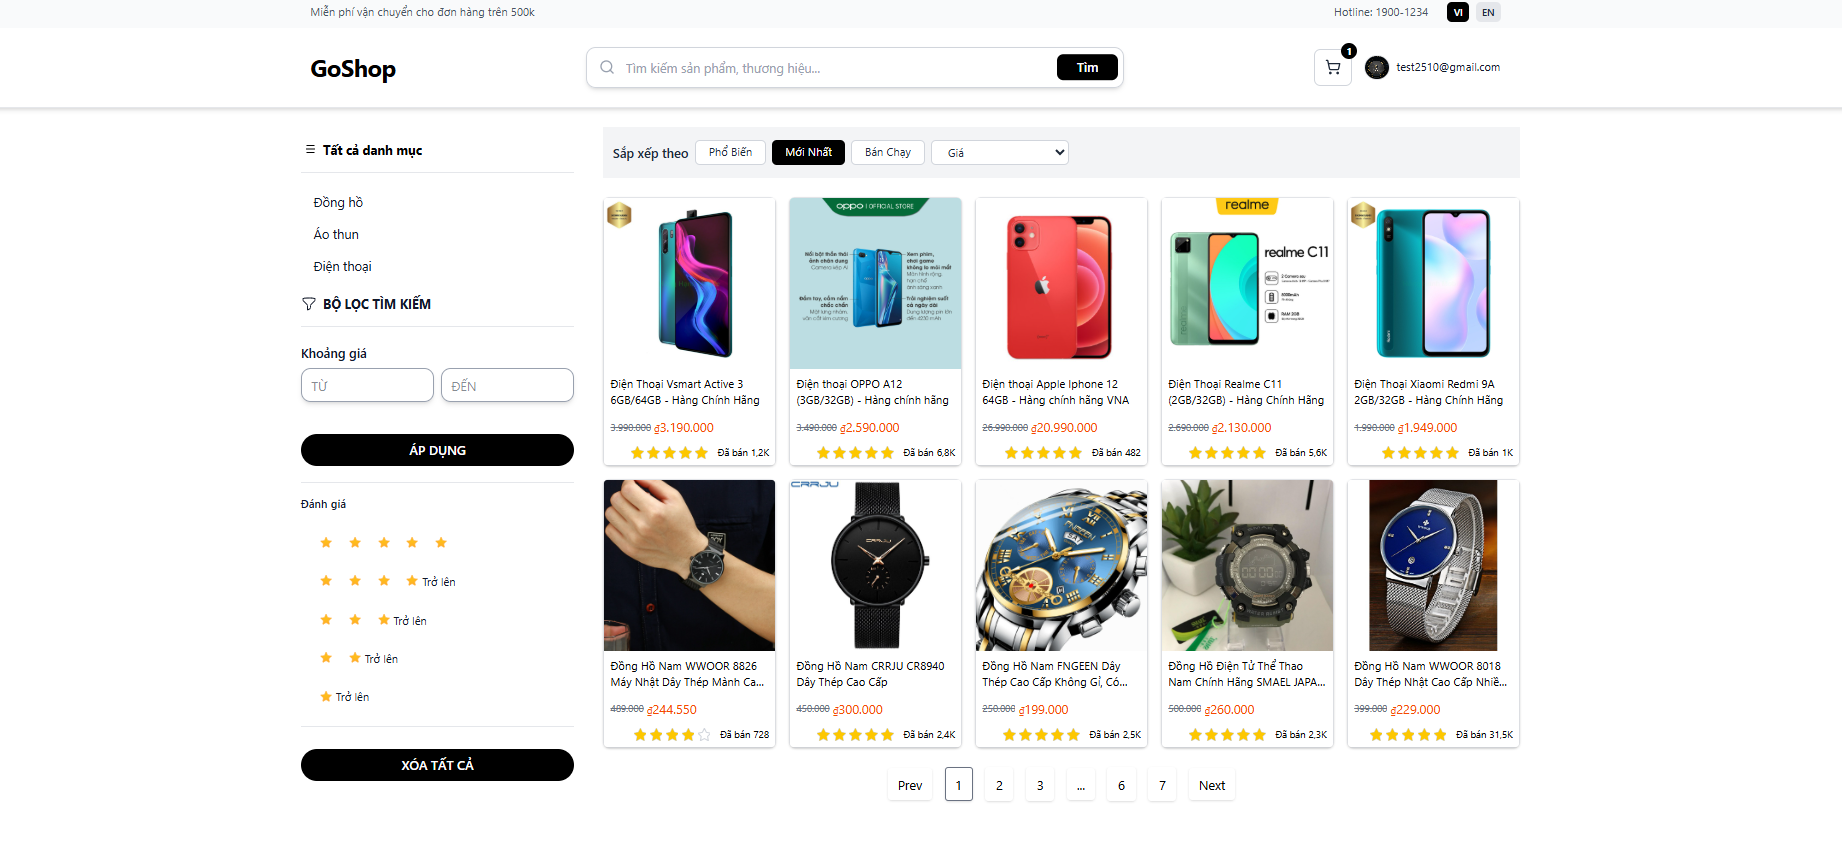 Miễn phí vận chuyển cho đơn hàng trên 500k
Hotline: 1900-1234
VI
EN
GoShop
Tìm kiếm sản phẩm, thương hiệu...
Tìm
1
test2510@gmail.com
Tất cả danh mục
Đồng hồ
Áo thun
Điện thoại
BỘ LỌC TÌM KIẾM
Khoảng giá
TỪ
ĐẾN
ÁP DỤNG
Đánh giá
Trở lên
Trở lên
Trở lên
Trở lên
XÓA TẤT CẢ
Sắp xếp theo
Phổ Biến
Mới Nhất
Bán Chạy
Giá
Điện Thoại Vsmart Active 3
6GB/64GB - Hàng Chính Hãng
3.990.000 ₫3.190.000
Đã bán 1,2K
oppo | OFFICIAL STORE
Điện thoại OPPO A12
(3GB/32GB) - Hàng chính hãng
3.490.000 ₫2.590.000
Đã bán 6,8K
Điện thoại Apple Iphone 12
64GB - Hàng chính hãng VNA
26.990.000 ₫20.990.000
Đã bán 482
realme
realme C11
Điện Thoại Realme C11
(2GB/32GB) - Hàng Chính Hãng
2.690.000 ₫2.130.000
Đã bán 5,6K
Điện Thoại Xiaomi Redmi 9A
2GB/32GB - Hàng Chính Hãng
1.990.000 ₫1.949.000
Đã bán 1K
Đồng Hồ Nam WWOOR 8826
Máy Nhật Dây Thép Mành Ca...
489.000 ₫244.550
Đã bán 728
CRRJU
CRRJU
Đồng Hồ Nam CRRJU CR8940
Dây Thép Cao Cấp
450.000 ₫300.000
Đã bán 2,4K
FNGEEN
Đồng Hồ Nam FNGEEN Dây
Thép Cao Cấp Không Gỉ, Có...
250.000 ₫199.000
Đã bán 2,5K
Đồng Hồ Điện Tử Thể Thao
Nam Chính Hãng SMAEL JAPA...
500.000 ₫260.000
Đã bán 2,3K
Đồng Hồ Nam WWOOR 8018
Dây Thép Nhật Cao Cấp Nhiề...
399.000 ₫229.000
Đã bán 31,5K
Prev
1
2
3
...
6
7
Next